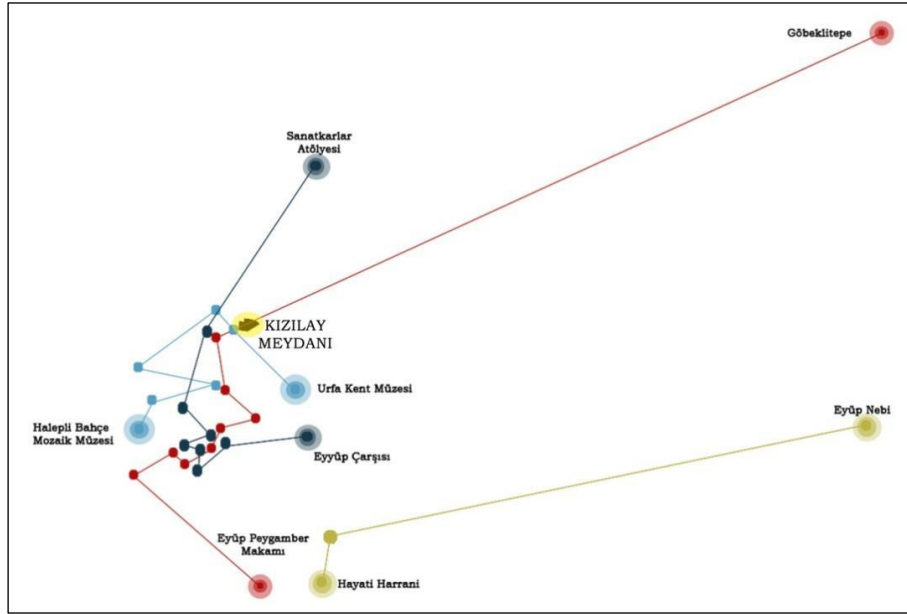 Göbeklitepe
Sanatkarlar
Atölyesi
KIZILAY
MEYDANI
Urfa Kent Müzesi
Halepli Bahçe
Mozaik Müzesi
Eyüp Nebi
Eyyüp Çarşısı
Eyüp Peygamber
Makamı
Hayati Harrani